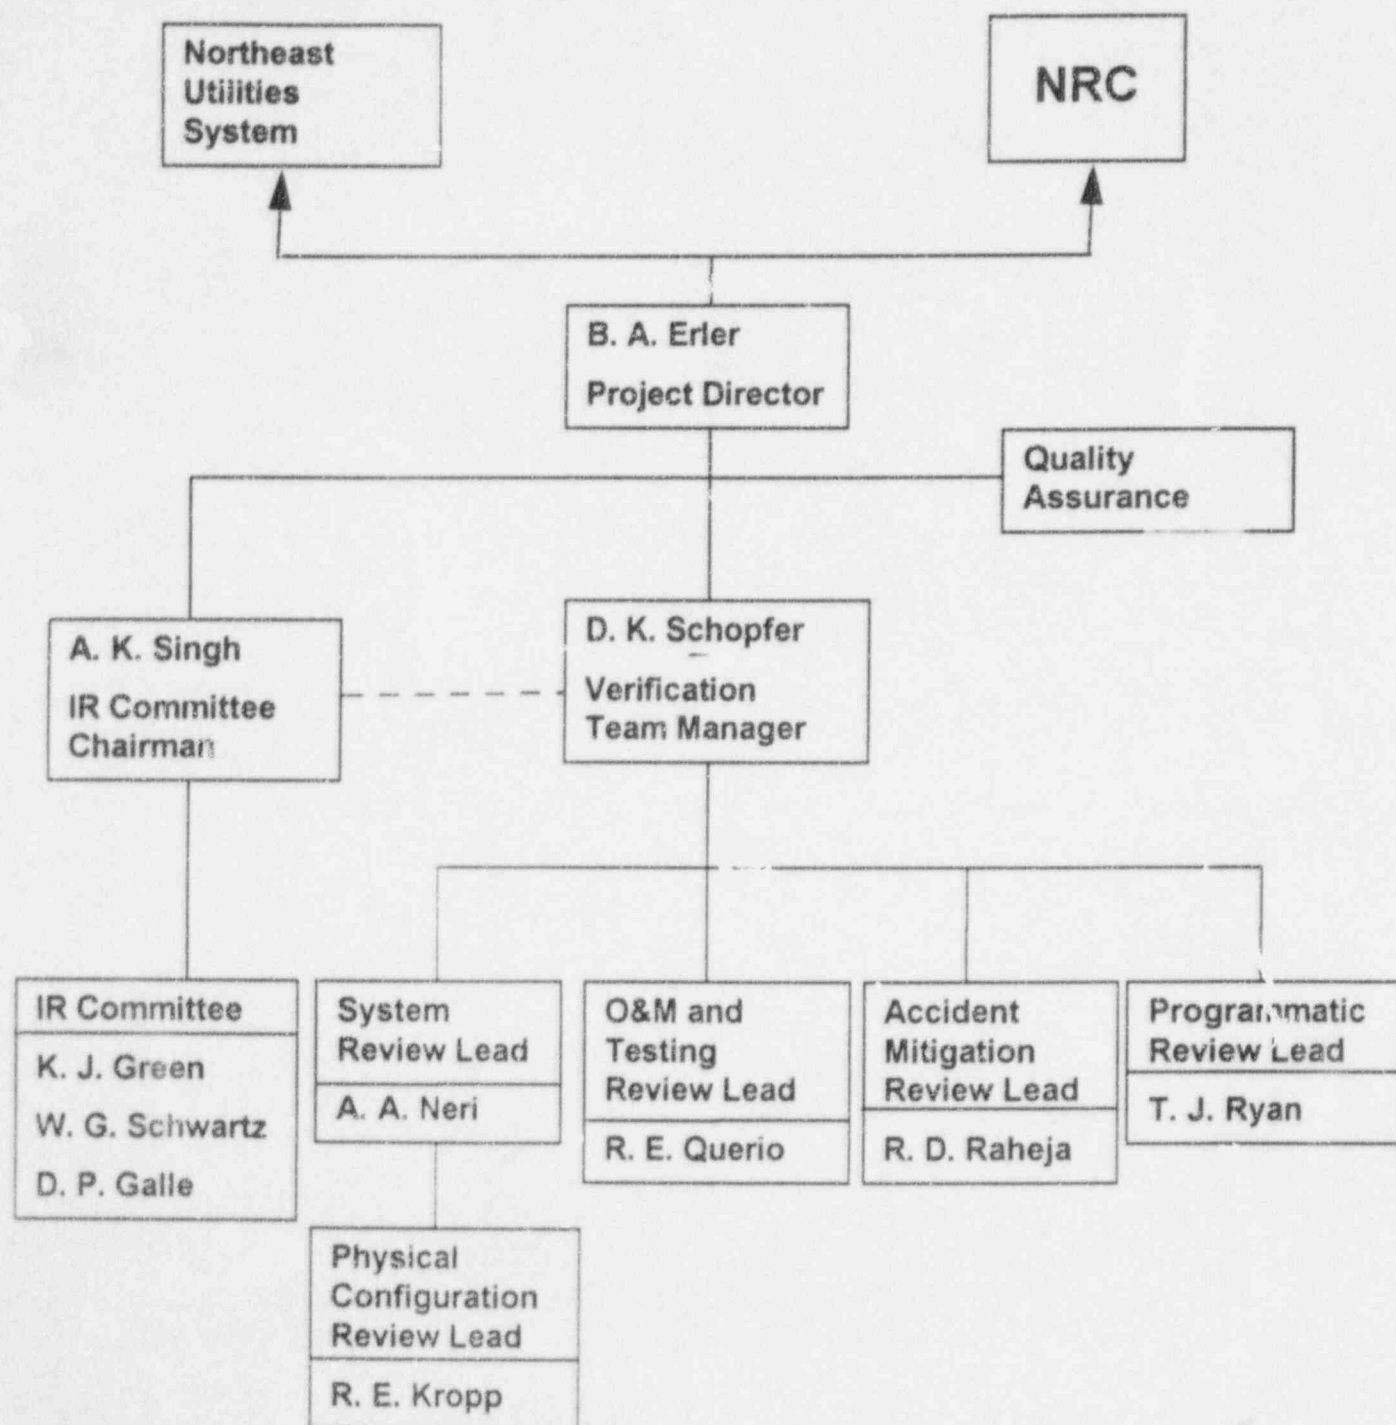 Northeast
Utilities
System
NRC
B. A. Erler
Project Director
Quality
Assurance
A. K. Singh
IR Committee
Chairman
D. K. Schopfer
Verification
Team Manager
IR Committee
K. J. Green
W. G. Schwartz
D. P. Galle
System
Review Lead
A. A. Neri
O&M and
Testing
Review Lead
R. E. Querio
Accident
Mitigation
Review Lead
R. D. Raheja
Programmatic
Review Lead
T. J. Ryan
Physical
Configuration
Review Lead
R. E. Kropp